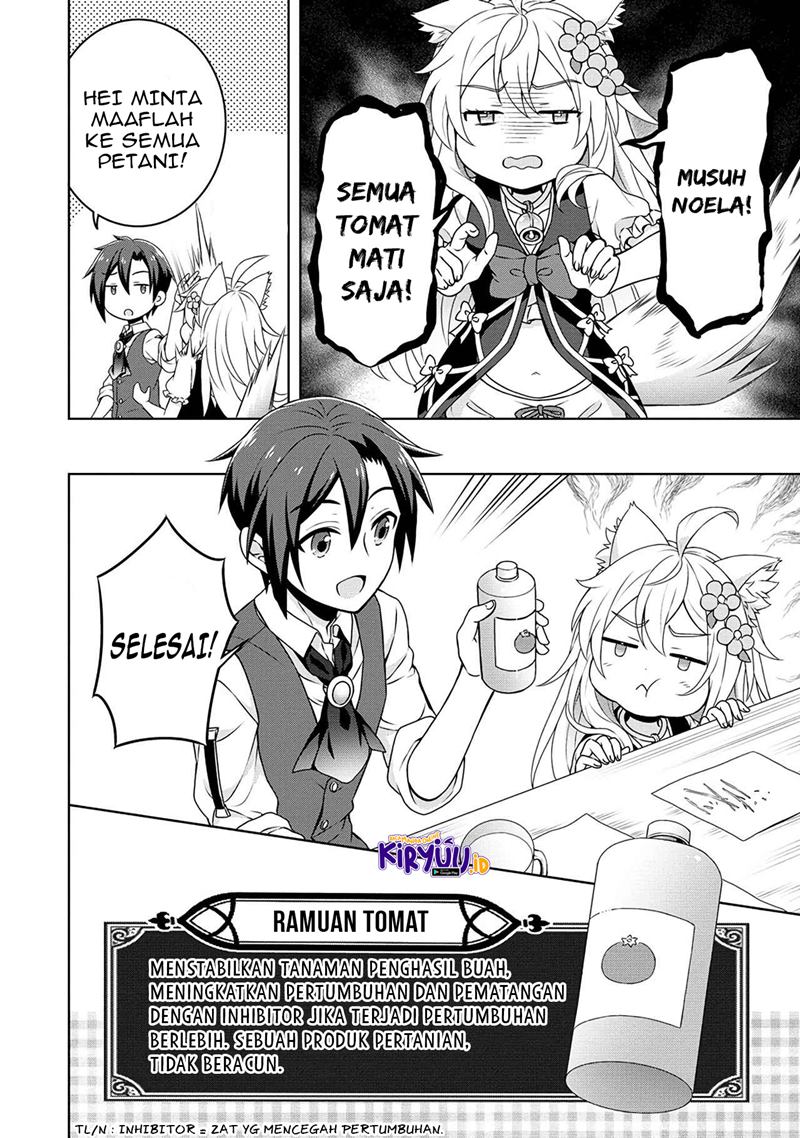 MUSUH
NOELA!
SEMUA
TOMAT
MATI
SAJA!
HEI MINTA
MAAFLAH
KE SEMUA
PETANI!
SELESAI!
KIRYUU.ID
RAMUAN TOMAT
MENSTABILKAN TANAMAN PENGHASIL BUAH,
MENINGKATKAN PERTUMBUHAN DAN PEMATANGAN
DENGAN INHIBITOR JIKA TERJADI PERTUMBUHAN
BERLEBIH. SEBUAH PRODUK PERTANIAN,
TIDAK BERACUN.
TL/N : INHIBITOR = ZAT YG MENCEGAH PERTUMBUHAN.